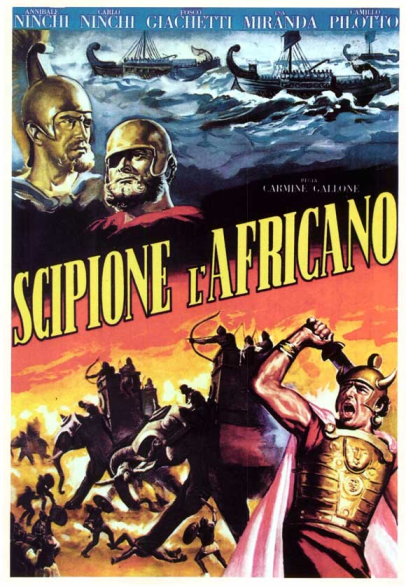 ANNIBALE CARLO FOSCO ISA CAMILLO
NINCHI NINCHI GIACHETTI MIRANDA PILOTTO
REGIA
CARMINE GALLONE
SCIPIONE L'AFRICANO